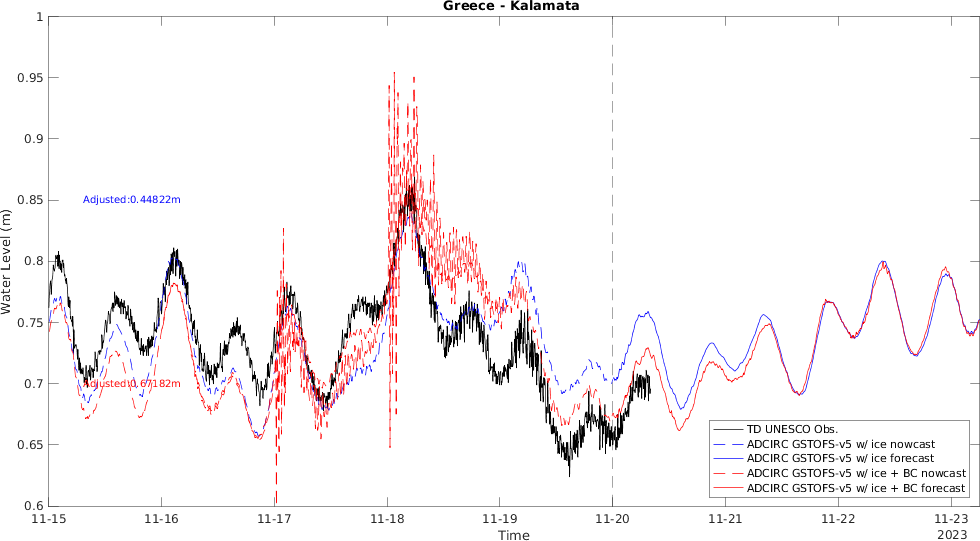 Greece - Kalamata
Water Level (m)
1
0.95
0.9
0.85
0.8
0.75
0.7
0.65
0.6
Adjusted:0.44822m
Adjusted:0.67182m
TD UNESCO Obs.
ADCIRC GSTOFS-v5 w/ ice nowcast
ADCIRC GSTOFS-v5 w/ ice forecast
ADCIRC GSTOFS-v5 w/ ice + BC nowcast
ADCIRC GSTOFS-v5 w/ ice + BC forecast
11-15 11-16 11-17 11-18 11-19 11-20 11-21 11-22 11-23
2023
Time